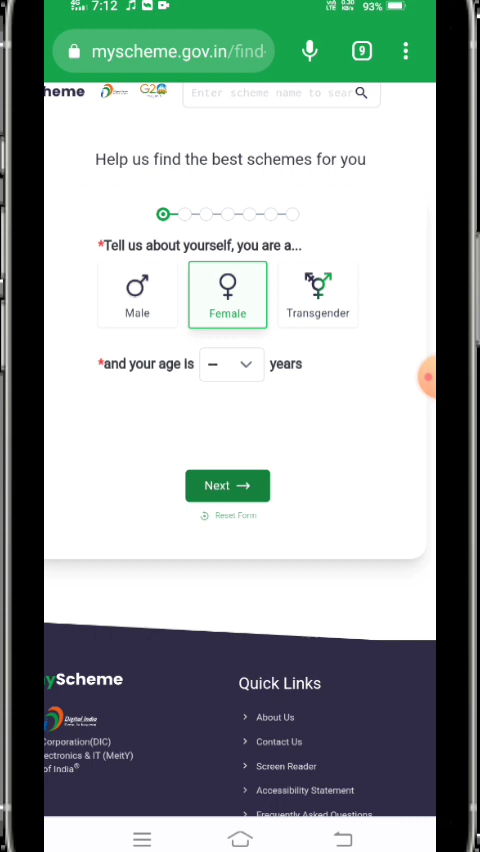 4G 7:12 93%
myscheme.gov.in/find-
9
heme G20 Enter scheme name to sear
Help us find the best schemes for you
*Tell us about yourself, you are a...
Male Female Transgender
*and your age is – years
Next →
Reset Form
yScheme
Quick Links
Digital India
About Us
Corporation(DIC)
Contact Us
ectronics & IT (MeitY)
of India®
Screen Reader
Accessibility Statement
Frequently Asked Questions